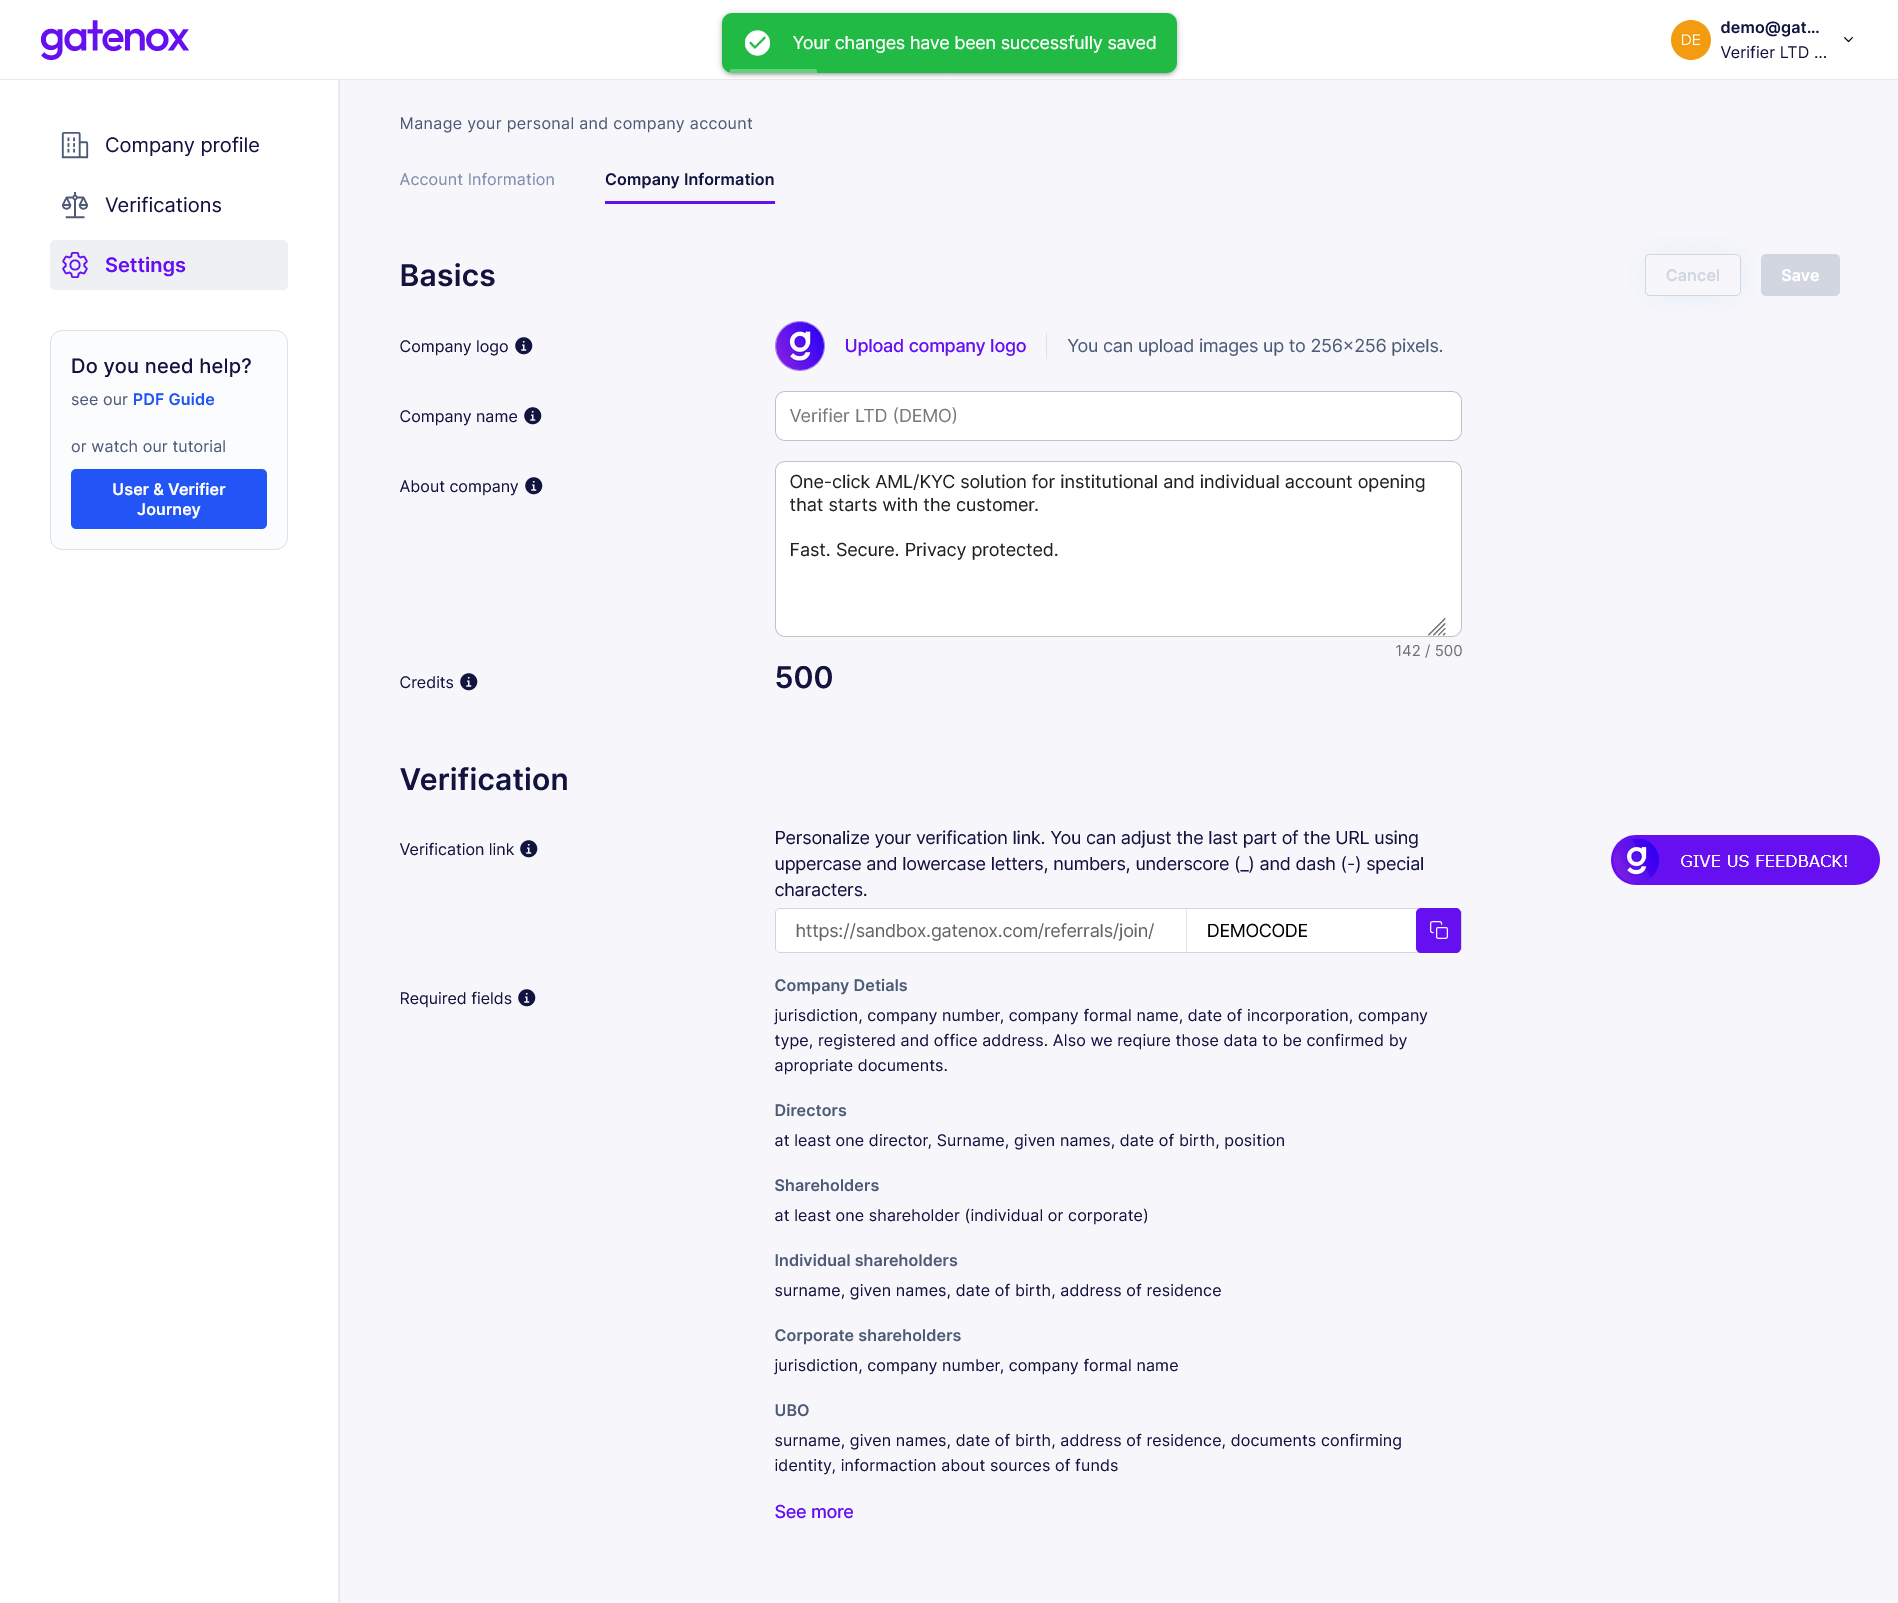 gatenox
Your changes have been successfully saved
DE
demo@gat...
Verifier LTD ...
Company profile
Verifications
Settings
Do you need help?
see our PDF Guide
or watch our tutorial
User & Verifier
Journey
Manage your personal and company account
Account Information
Company Information
Basics
Cancel
Save
Company logo
g
Upload company logo
You can upload images up to 256×256 pixels.
Company name
Verifier LTD (DEMO)
About company
One-click AML/KYC solution for institutional and individual account opening
that starts with the customer.
Fast. Secure. Privacy protected.
142 / 500
Credits
500
Verification
Verification link
Personalize your verification link. You can adjust the last part of the URL using
uppercase and lowercase letters, numbers, underscore (_) and dash (-) special
characters.
g
GIVE US FEEDBACK!
https://sandbox.gatenox.com/referrals/join/
DEMOCODE
Required fields
Company Detials
jurisdiction, company number, company formal name, date of incorporation, company
type, registered and office address. Also we reqiure those data to be confirmed by
apropriate documents.
Directors
at least one director, Surname, given names, date of birth, position
Shareholders
at least one shareholder (individual or corporate)
Individual shareholders
surname, given names, date of birth, address of residence
Corporate shareholders
jurisdiction, company number, company formal name
UBO
surname, given names, date of birth, address of residence, documents confirming
identity, informaction about sources of funds
See more